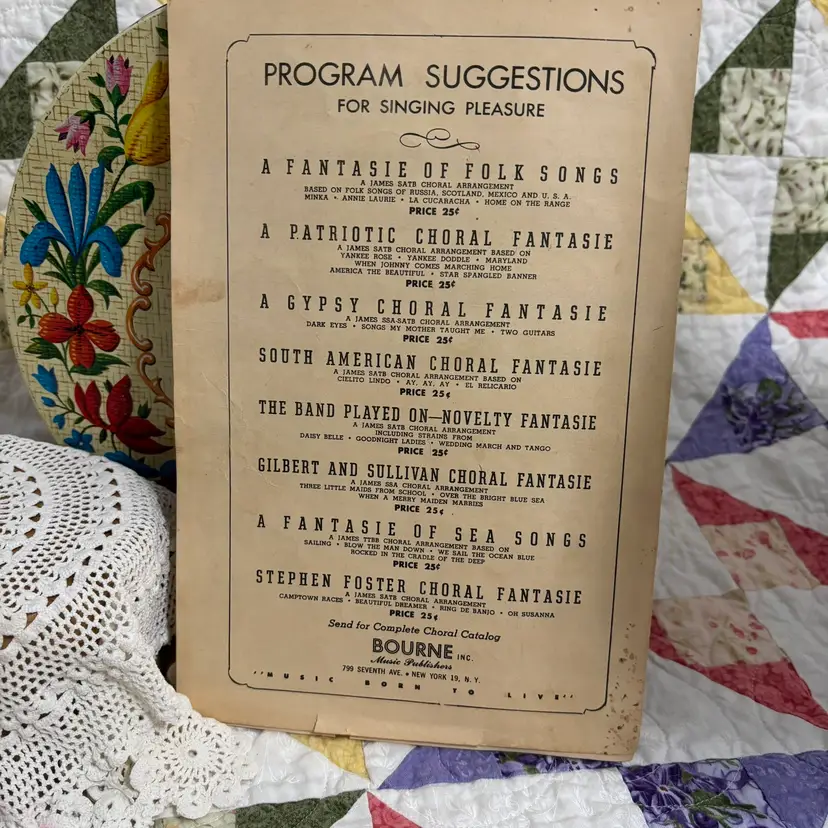 PROGRAM SUGGESTIONS
FOR SINGING PLEASURE
A FANTASIE OF FOLK SONGS
A JAMES SATB CHORAL ARRANGEMENT
BASED ON FOLK SONGS OF RUSSIA, SCOTLAND, MEXICO AND U. S. A.
MINKA • ANNIE LAURIE • LA CUCARACHA • HOME ON THE RANGE
PRICE 25¢
A PATRIOTIC CHORAL FANTASIE
A JAMES SATB CHORAL ARRANGEMENT BASED ON
YANKEE ROSE • YANKEE DODDLE • MARYLAND
WHEN JOHNNY COMES MARCHING HOME
AMERICA THE BEAUTIFUL • STAR SPANGLED BANNER
PRICE 25¢
A GYPSY CHORAL FANTASIE
A JAMES SSA-SATB CHORAL ARRANGEMENT
DARK EYES • SONGS MY MOTHER TAUGHT ME • TWO GUITARS
PRICE 25¢
SOUTH AMERICAN CHORAL FANTASIE
A JAMES SATB CHORAL ARRANGEMENT BASED ON
CIELITO LINDO • AY, AY, AY • EL RELICARIO
PRICE 25¢
THE BAND PLAYED ON—NOVELTY FANTASIE
A JAMES SATB CHORAL ARRANGEMENT
INCLUDING STRAINS FROM
DAISY BELLE • GOODNIGHT LADIES • WEDDING MARCH AND TANGO
PRICE 25¢
GILBERT AND SULLIVAN CHORAL FANTASIE
A JAMES SSA CHORAL ARRANGEMENT
THREE LITTLE MAIDS FROM SCHOOL • OVER THE BRIGHT BLUE SEA
WHEN A MERRY MAIDEN MARRIES
PRICE 25¢
A FANTASIE OF SEA SONGS
A JAMES TTBB CHORAL ARRANGEMENT BASED ON
SAILING • BLOW THE MAN DOWN • WE SAIL THE OCEAN BLUE
ROCKED IN THE CRADLE OF THE DEEP
PRICE 25¢
STEPHEN FOSTER CHORAL FANTASIE
A JAMES SATB CHORAL ARRANGEMENT
CAMPTOWN RACES • BEAUTIFUL DREAMER • RING DE BANJO • OH SUSANNA
PRICE 25¢
Send for Complete Choral Catalog
BOURNE INC.
Music Publishers
799 SEVENTH AVE. • NEW YORK 19, N. Y.
"MUSIC BORN TO LIVE"